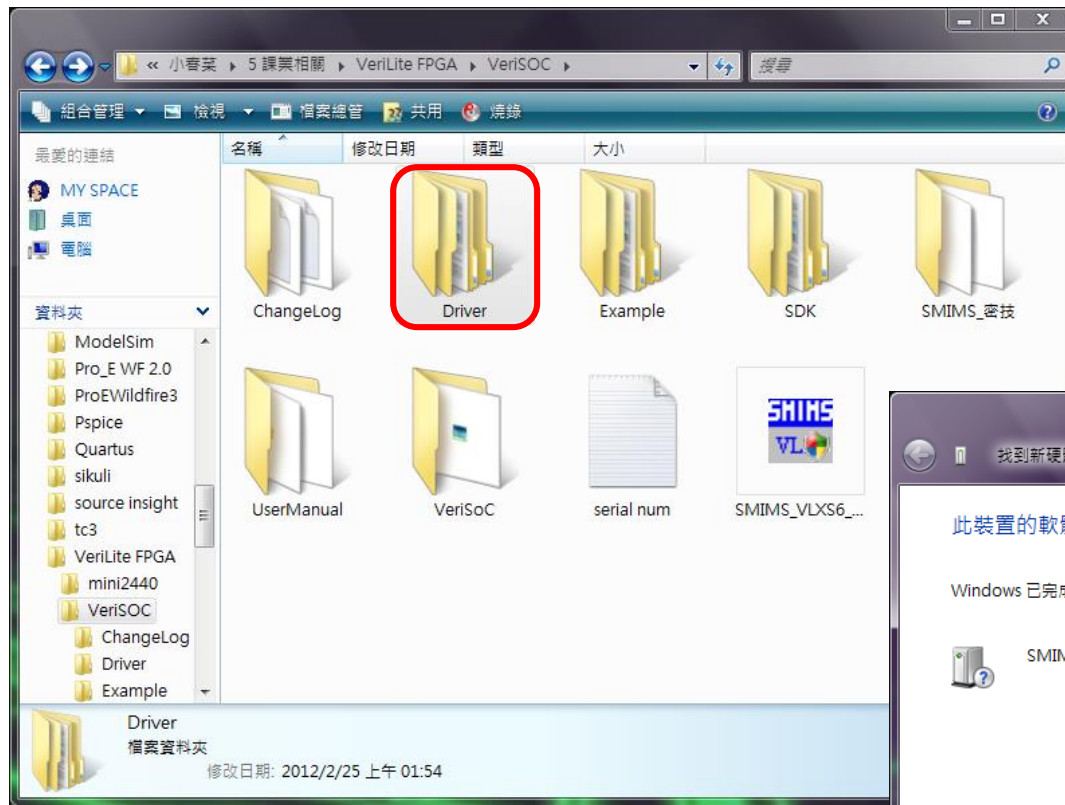 « 小春菜 ▸ 5 課業相關 ▸ VeriLite FPGA ▸ VeriSOC ▸
搜尋
組合管理 檢視 檔案總管 共用 燒錄
最愛的連結
MY SPACE
桌面
電腦
資料夾
ModelSim
Pro_E WF 2.0
ProEWildfire3
Pspice
Quartus
sikuli
source insight
tc3
VeriLite FPGA
mini2440
VeriSOC
ChangeLog
Driver
Example
名稱 修改日期 類型 大小
ChangeLog Driver Example SDK SMIMS_密技
SMIMS
VL
UserManual VeriSoC serial num SMIMS_VLXS6_...
Driver
檔案資料夾
修改日期: 2012/2/25 上午 01:54
找到新硬
此裝置的軟
Windows 已完成
SMIM